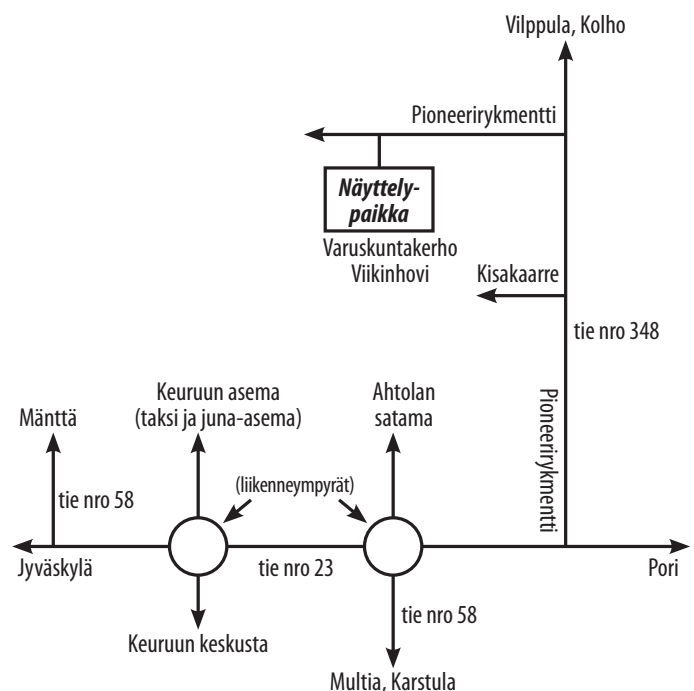 Vilppula, Kolho
Pioneerirykmentti
Näyttely-
paikka
Varuskuntakerho
Viikinhovi
Kisakaarre
tie nro 348
Pioneerirykmentti
Keuruun asema
(taksi ja juna-asema)
Ahtolan
satama
Mänttä
(liikenneympyrät)
tie nro 58
Jyväskylä
tie nro 23
Pori
tie nro 58
Keuruun keskusta
Multia, Karstula